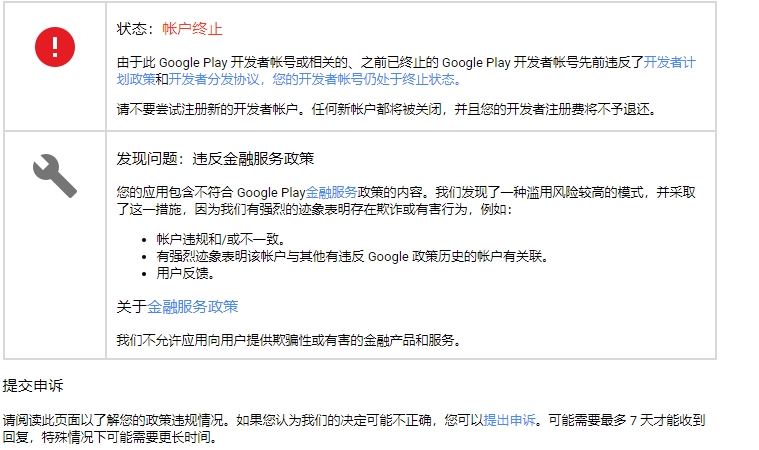 状态：帐户终止
由于此 Google Play 开发者帐号或相关的、之前已终止的 Google Play 开发者帐号先前违反了开发者计
划政策和开发者分发协议，您的开发者帐号仍处于终止状态。
请不要尝试注册新的开发者帐户。任何新帐户都将被关闭，并且您的开发者注册费将不予退还。
发现问题：违反金融服务政策
您的应用包含不符合 Google Play金融服务政策的内容。我们发现了一种滥用风险较高的模式，并采取
了这一措施，因为我们有强烈的迹象表明存在欺诈或有害行为，例如：
• 帐户违规和/或不一致。
• 有强烈迹象表明该帐户与其他有违反 Google 政策历史的帐户有关联。
• 用户反馈。
关于金融服务政策
我们不允许应用向用户提供欺骗性或有害的金融产品和服务。
提交申诉
请阅读此页面以了解您的政策违规情况。如果您认为我们的决定可能不正确，您可以提出申诉。可能需要最多 7 天才能收到
回复，特殊情况下可能需要更长时间。